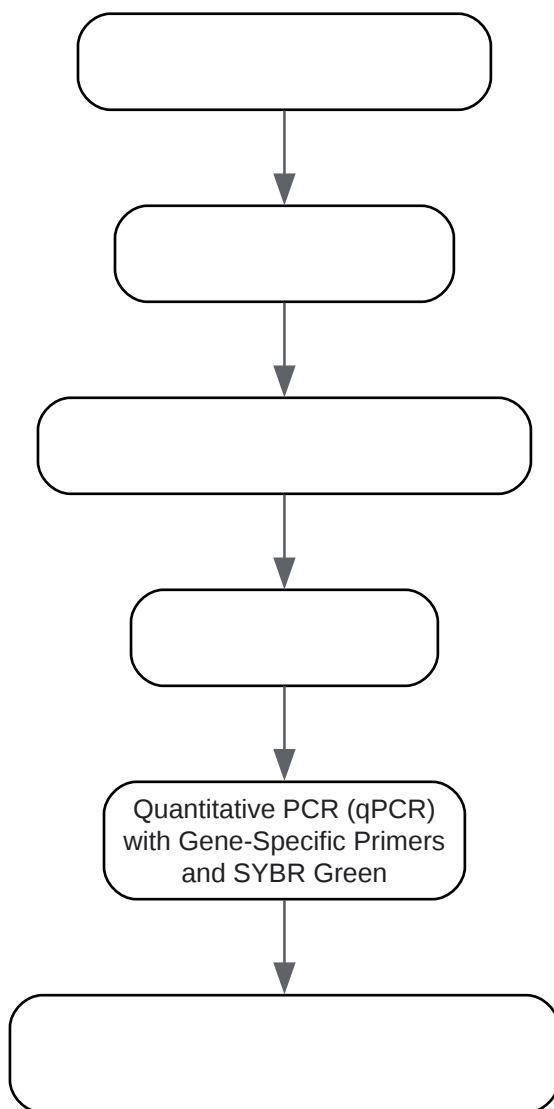 Quantitative PCR (qPCR)
with Gene-Specific Primers
and SYBR Green